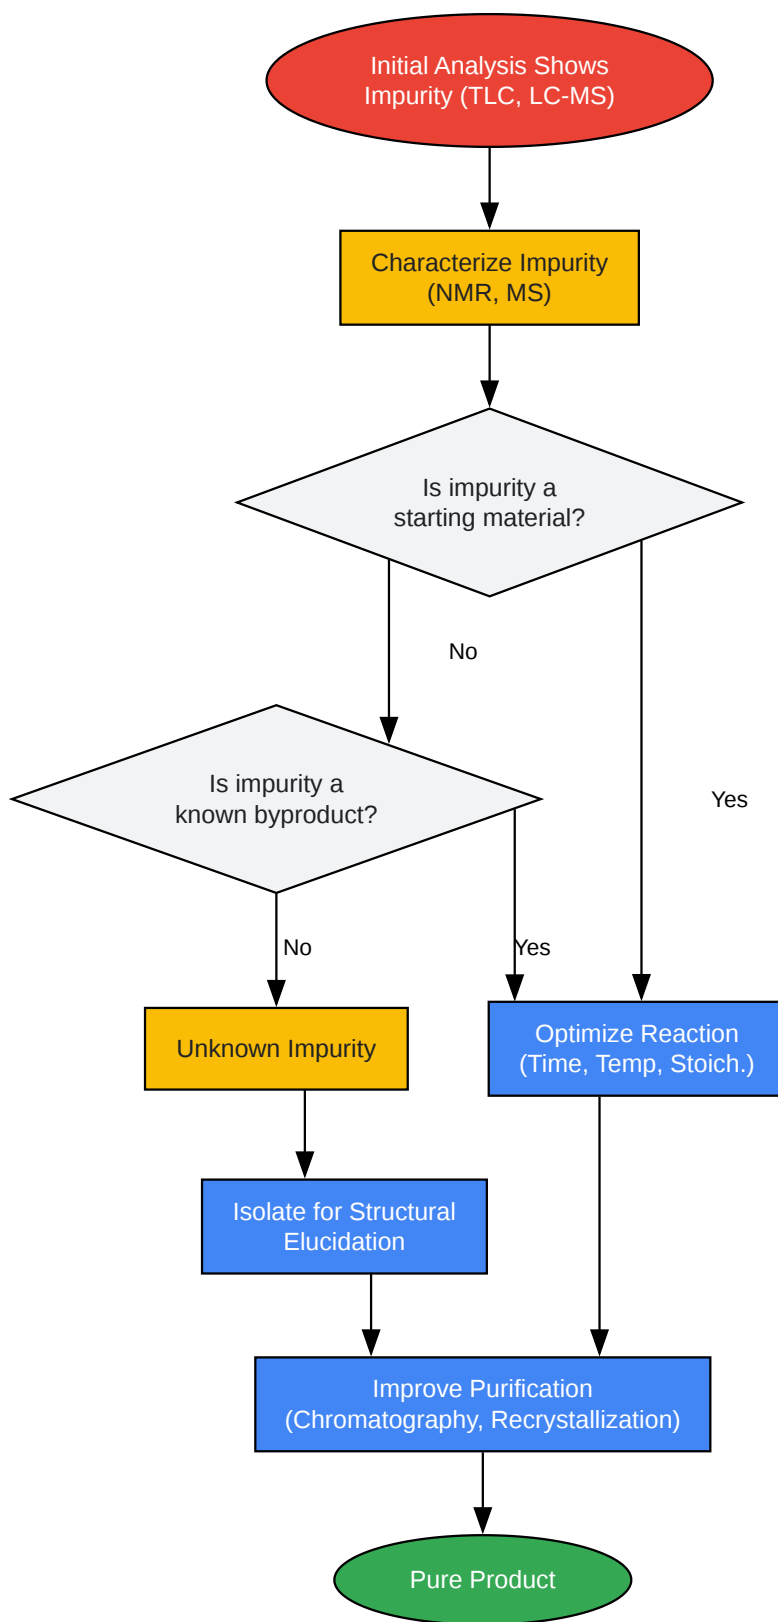 Initial Analysis Shows
Impurity (TLC, LC-MS)
Characterize Impurity
(NMR, MS)
Is impurity a
starting material?
No
Is impurity a
known byproduct?
Yes
No
Yes
Unknown Impurity
Optimize Reaction
(Time, Temp, Stoich.)
Isolate for Structural
Elucidation
Improve Purification
(Chromatography, Recrystallization)
Pure Product